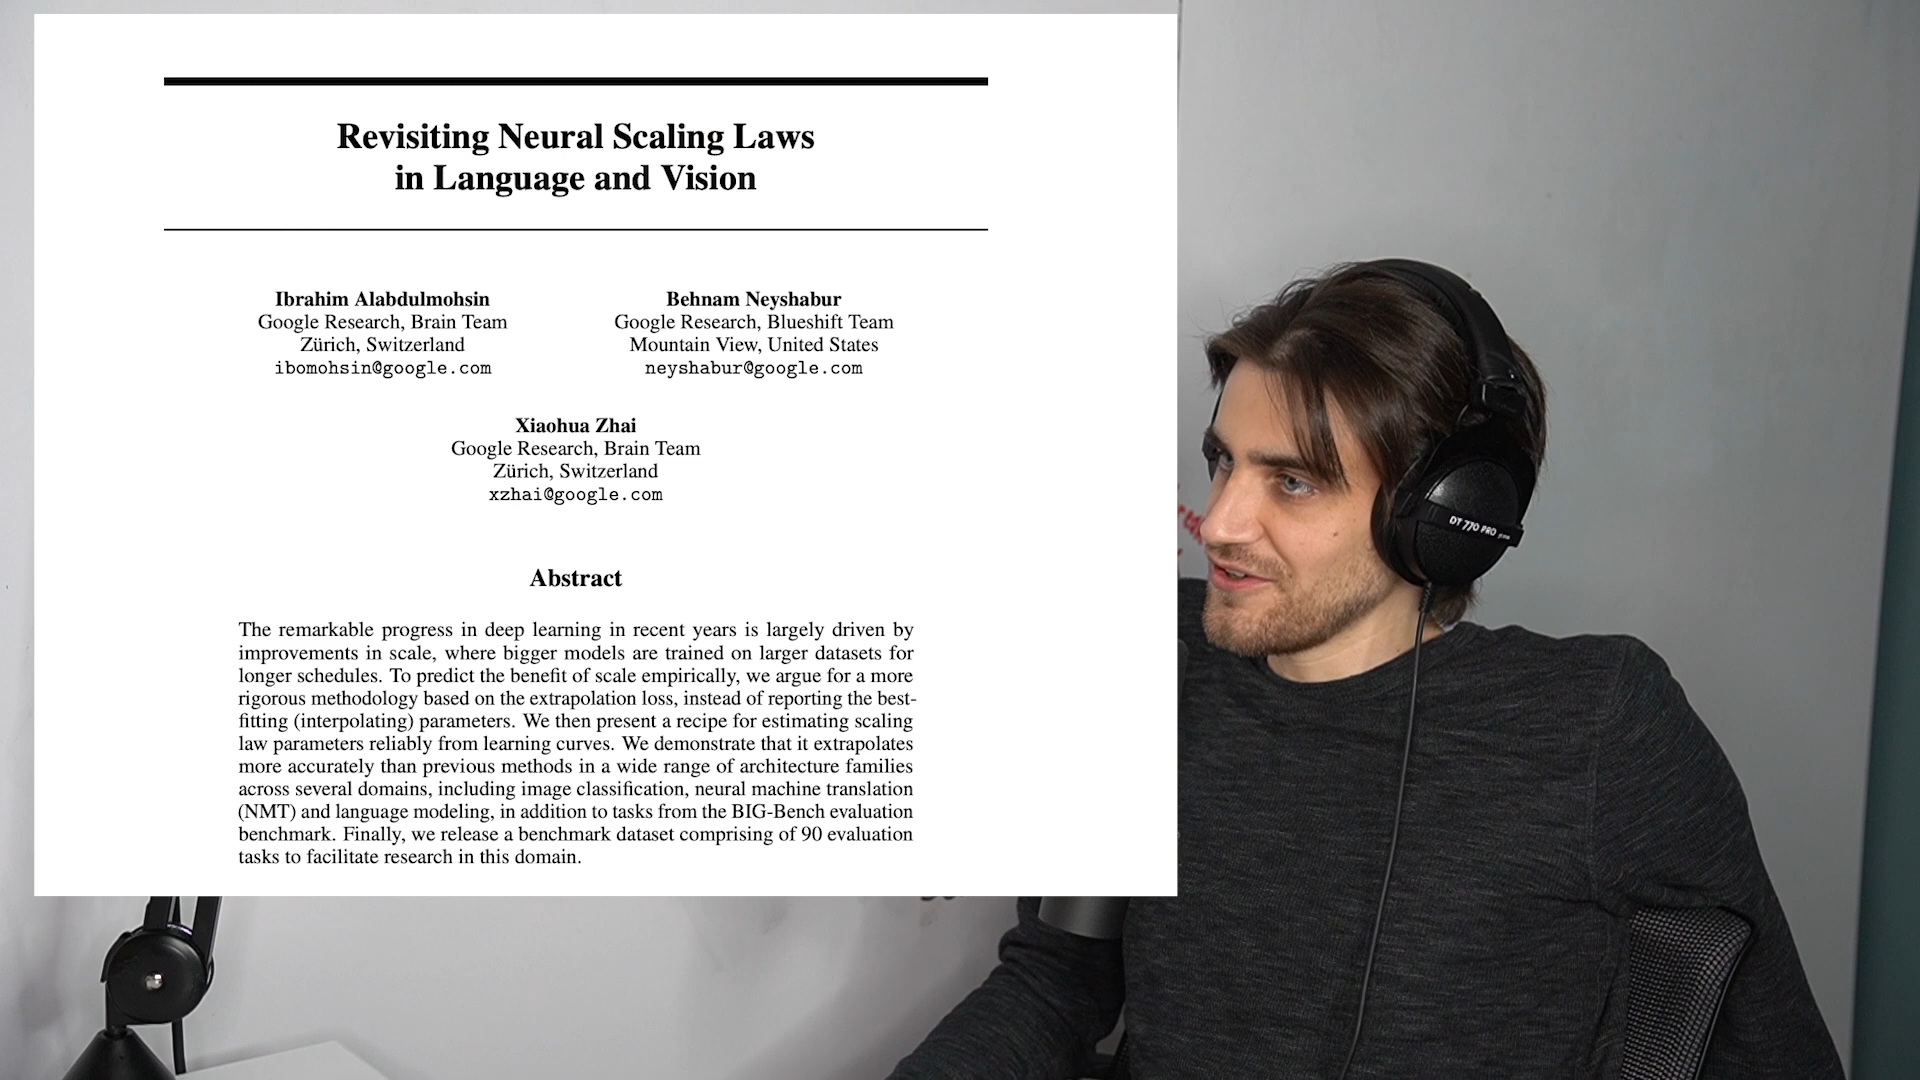 Revisiting Neural Scaling Laws
in Language and Vision
Ibrahim Alabdulmohsin
Google Research, Brain Team
Zürich, Switzerland
ibomohsin@google.com
Behnam Neyshabur
Google Research, Blueshift Team
Mountain View, United States
neyshabur@google.com
Xiaohua Zhai
Google Research, Brain Team
Zürich, Switzerland
xzhai@google.com
Abstract
The remarkable progress in deep learning in recent years is largely driven by
improvements in scale, where bigger models are trained on larger datasets for
longer schedules. To predict the benefit of scale empirically, we argue for a more
rigorous methodology based on the extrapolation loss, instead of reporting the best-
fitting (interpolating) parameters. We then present a recipe for estimating scaling
law parameters reliably from learning curves. We demonstrate that it extrapolates
more accurately than previous methods in a wide range of architecture families
across several domains, including image classification, neural machine translation
(NMT) and language modeling, in addition to tasks from the BIG-Bench evaluation
benchmark. Finally, we release a benchmark dataset comprising of 90 evaluation
tasks to facilitate research in this domain.
DT 770 PRO